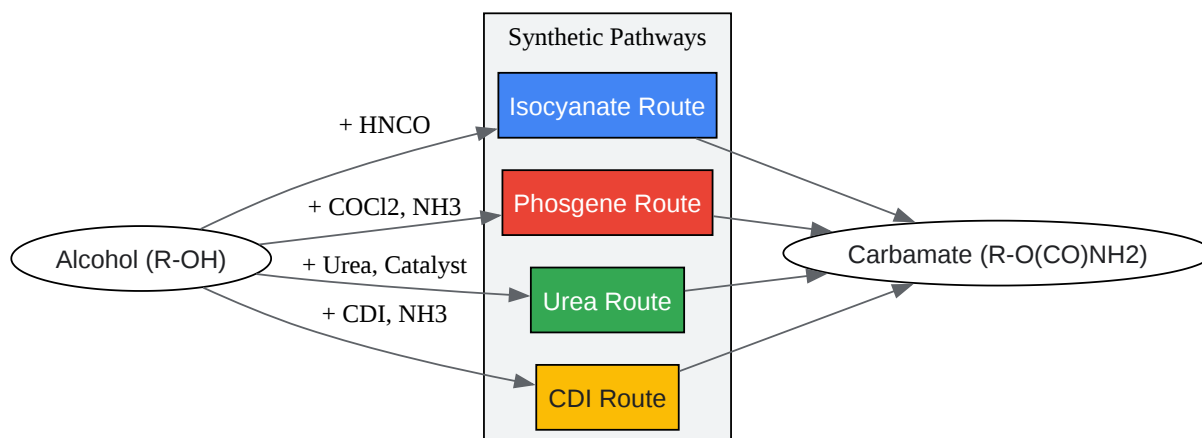 Synthetic Pathways
Isocyanate Route
+ HNCO
Phosgene Route
+ COCl2, NH3
Alcohol (R-OH)
Carbamate (R-O(CO)NH2)
+ Urea, Catalyst
Urea Route
+ CDI, NH3
CDI Route